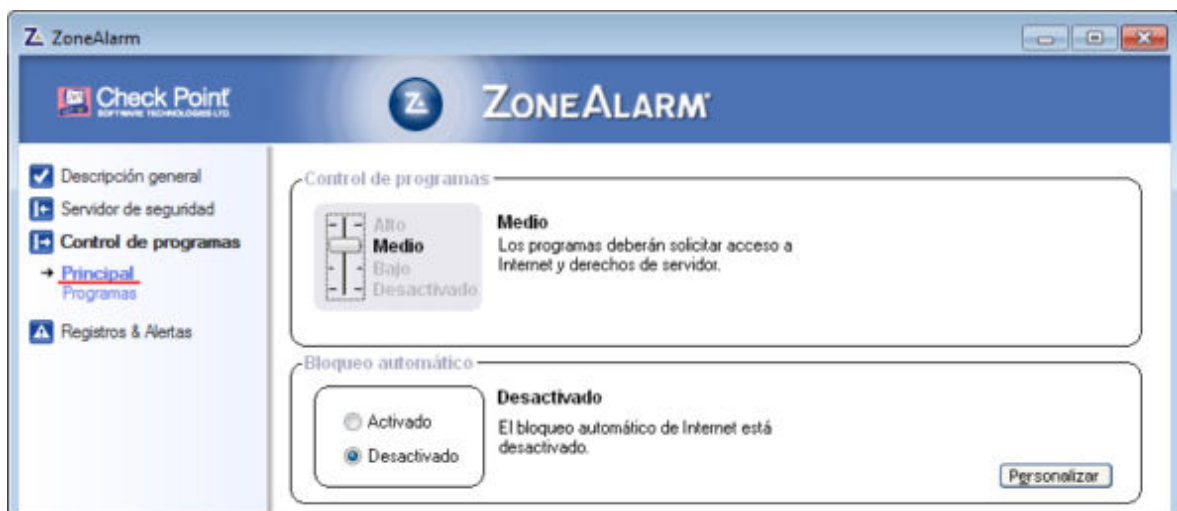 ZoneAlarm
Check Point
SOFTWARE TECHNOLOGIES LTD.
ZONEALARM
Descripción general
Servidor de seguridad
Control de programas
Principal
Programas
Registros & Alertas
Control de programas
Alto
Medio
Bajo
Desactivado
Medio
Los programas deberán solicitar acceso a
Internet y derechos de servidor.
Bloqueo automático
Activado
Desactivado
Desactivado
El bloqueo automático de Internet está
desactivado.
Personalizar